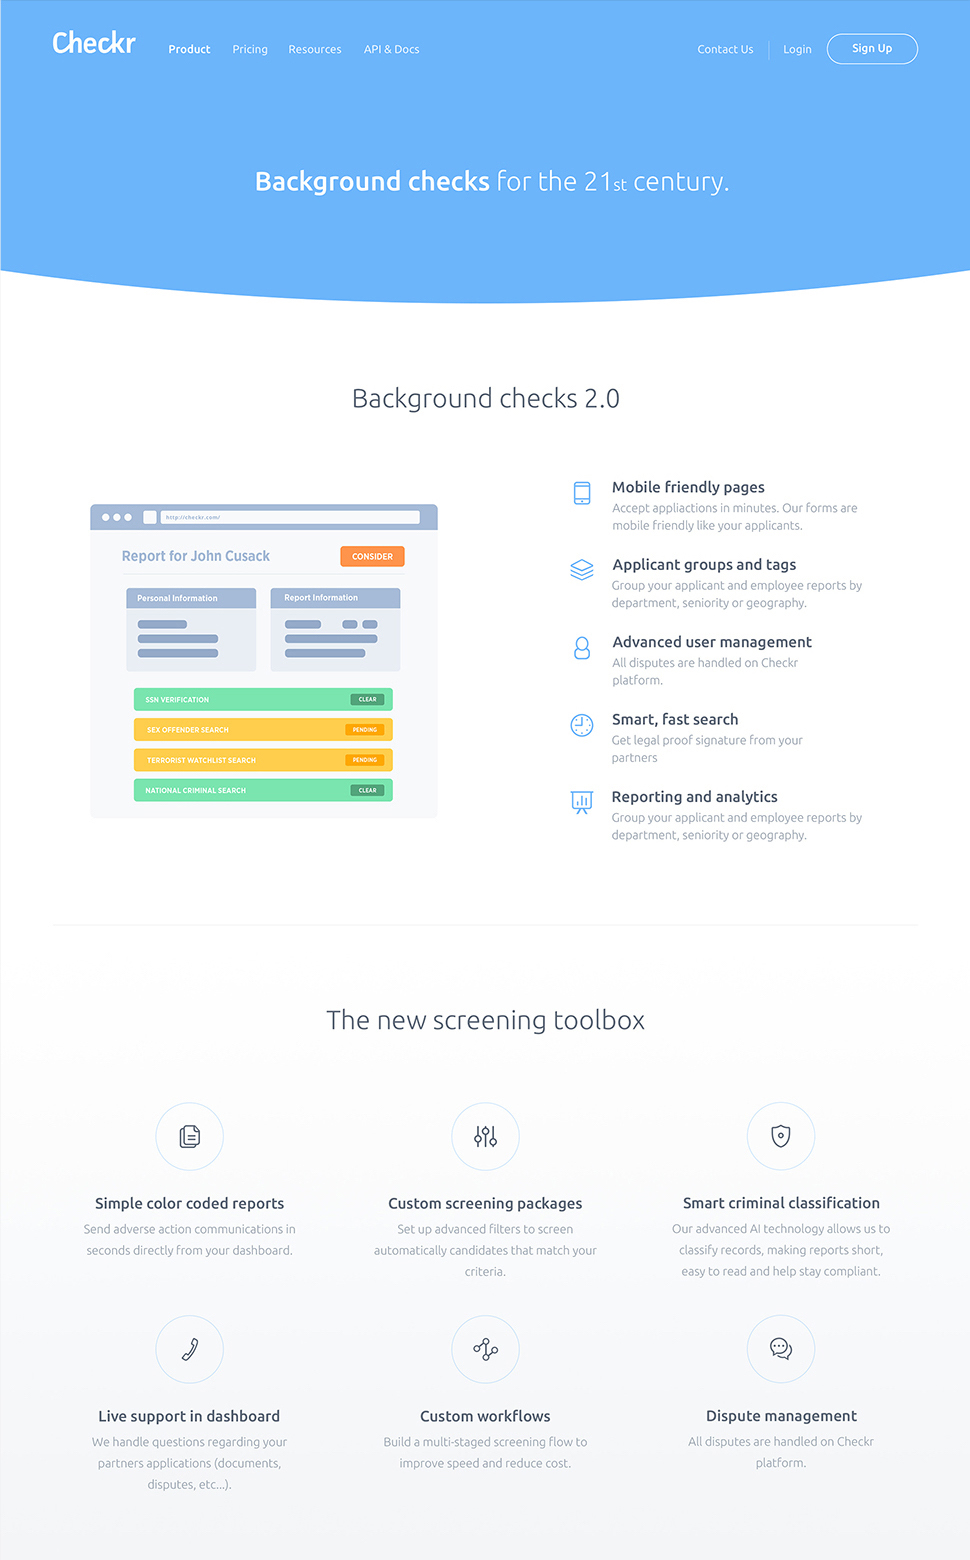 Checkr
Product Pricing Resources API & Docs Contact Us Login Sign Up
Background checks for the 21st century.
Background checks 2.0
http://checkr.com/
Report for John Cusack CONSIDER
Personal Information Report Information
SSN VERIFICATION CLEAR
SEX OFFENDER SEARCH PENDING
TERRORIST WATCHLIST SEARCH PENDING
NATIONAL CRIMINAL SEARCH CLEAR
Mobile friendly pages
Accept appliactions in minutes. Our forms are
mobile friendly like your applicants.
Applicant groups and tags
Group your applicant and employee reports by
department, seniority or geography.
Advanced user management
All disputes are handled on Checkr
platform.
Smart, fast search
Get legal proof signature from your
partners
Reporting and analytics
Group your applicant and employee reports by
department, seniority or geography.
The new screening toolbox
Simple color coded reports
Send adverse action communications in
seconds directly from your dashboard.
Custom screening packages
Set up advanced filters to screen
automatically candidates that match your
criteria.
Smart criminal classification
Our advanced AI technology allows us to
classify records, making reports short,
easy to read and help stay compliant.
Live support in dashboard
We handle questions regarding your
partners applications (documents,
disputes, etc...).
Custom workflows
Build a multi-staged screening flow to
improve speed and reduce cost.
Dispute management
All disputes are handled on Checkr
platform.